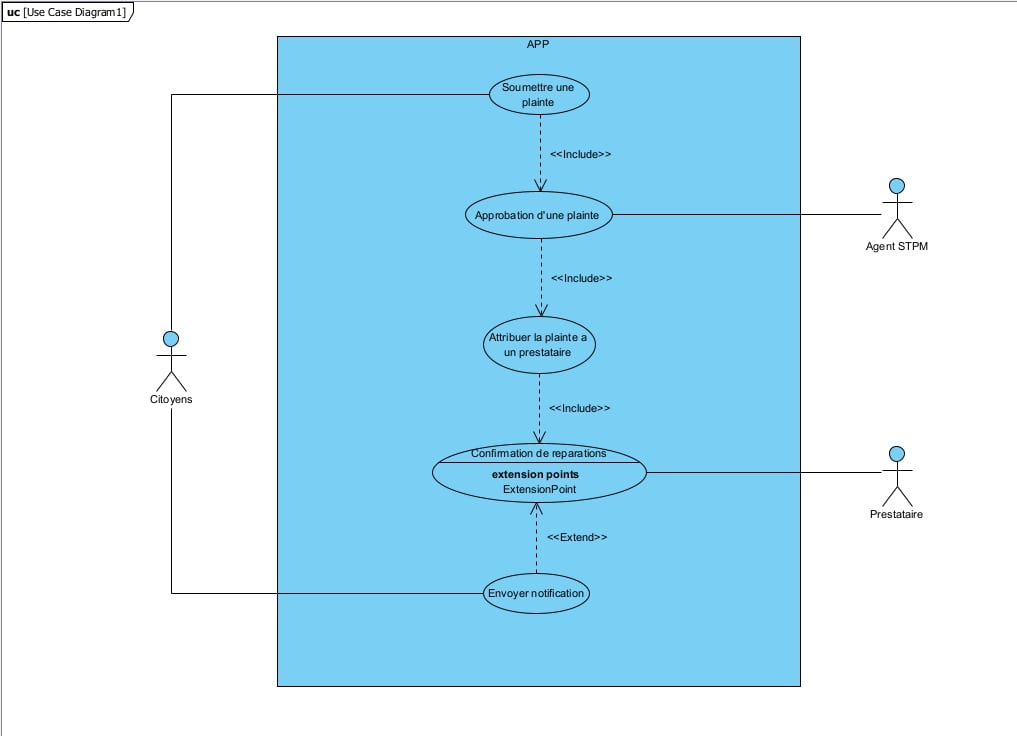 uc [Use Case Diagram1]
APP
Soumettre une
plainte
<<Include>>
Approbation d'une plainte
Agent STPM
<<Include>>
Attribuer la plainte a
un prestataire
Citoyens
<<Include>>
Confirmation de reparations
extension points
ExtensionPoint
Prestataire
<<Extend>>
Envoyer notification